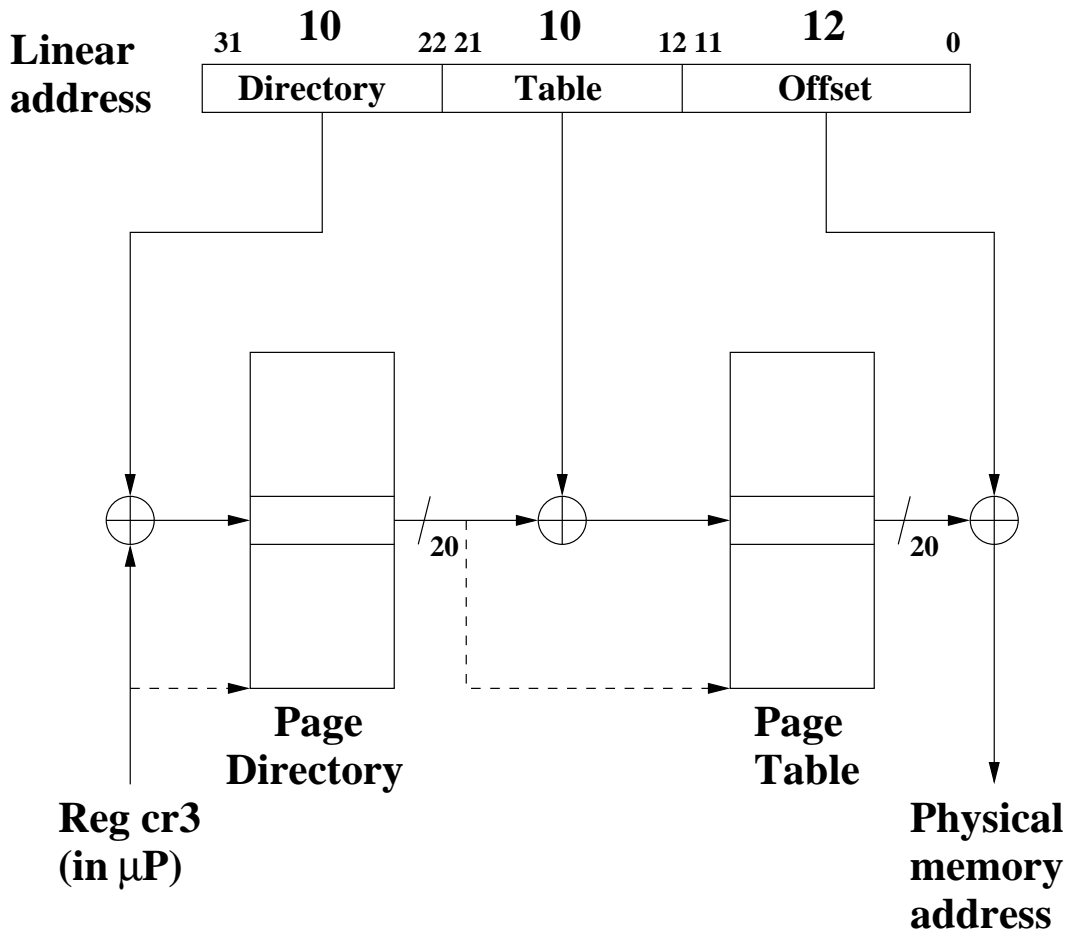 Linear
address
31 10 22 21 10 12 11 12 0
Directory Table Offset
20
20
Page
Directory
Page
Table
Reg cr3
(in μP)
Physical
memory
address